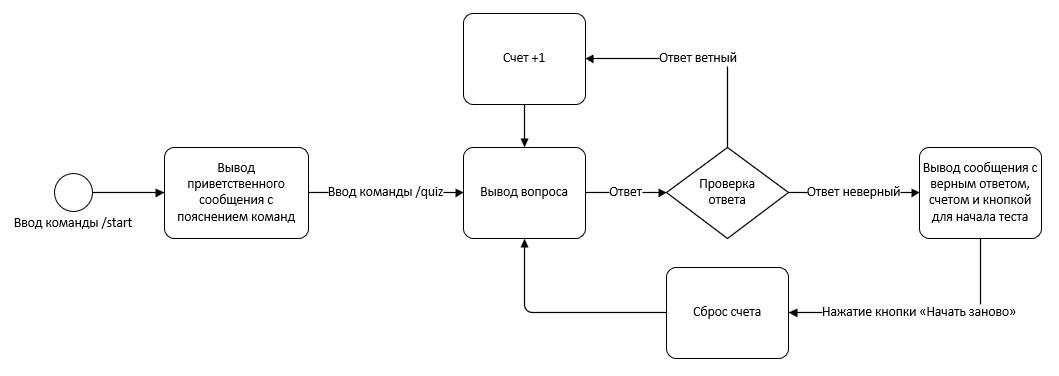 Счет +1
Ответ ветный
Вывод
приветственного
сообщения с
пояснением команд
Ввод команды /start
Ввод команды /quiz
Вывод вопроса
Ответ
Проверка
ответа
Ответ неверный
Вывод сообщения с
верным ответом,
счетом и кнопкой
для начала теста
Сброс счета
Нажатие кнопки «Начать заново»